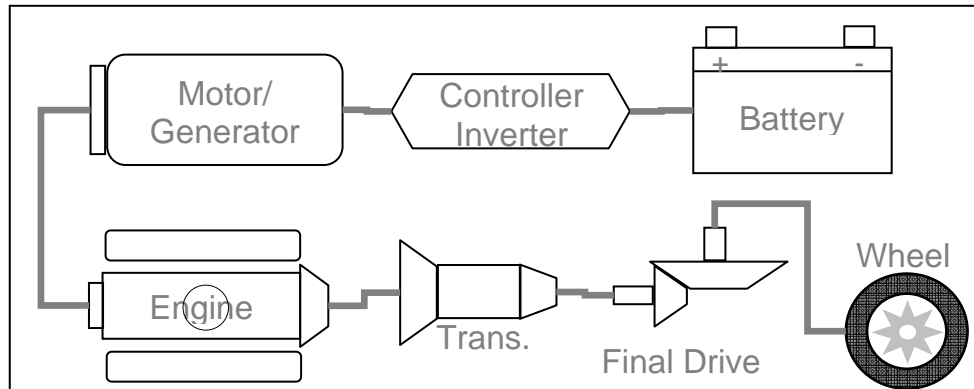 Motor/
Generator
Controller
Inverter
+ -
Battery
Engine
Trans.
Final Drive
Wheel